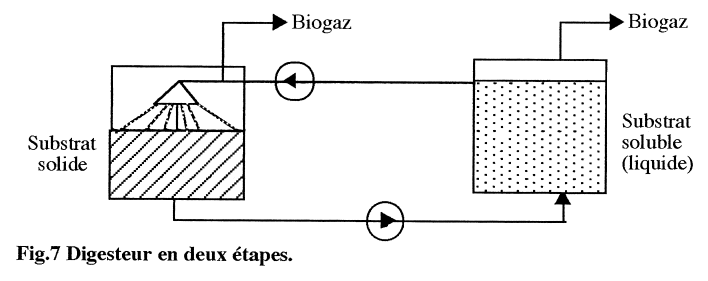 Biogaz
Biogaz
Substrat
solide
Substrat
soluble
(liquide)
Fig.7 Digesteur en deux étapes.